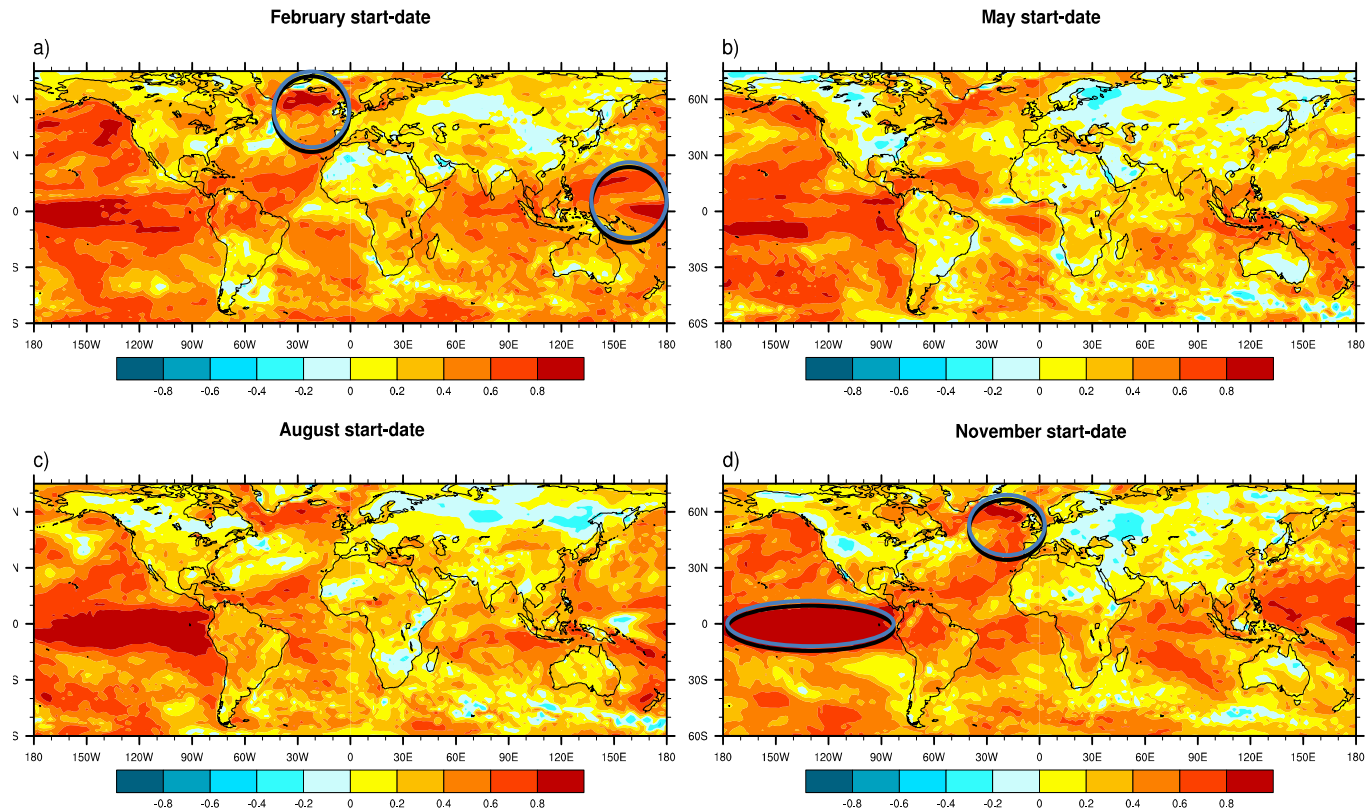 February start-date
May start-date
a)
b)
N
N
0
S
S
60N
30N
0
30S
60S
180 150W 120W 90W 60W 30W 0 30E 60E 90E 120E 150E 180
180 150W 120W 90W 60W 30W 0 30E 60E 90E 120E 150E
-0.8 -0.6 -0.4 -0.2 0 0.2 0.4 0.6 0.8
-0.8 -0.6 -0.4 -0.2 0 0.2 0.4 0.6 0.8
August start-date
November start-date
c)
d)
N
N
0
S
S
60N
30N
0
30S
60S
180 150W 120W 90W 60W 30W 0 30E 60E 90E 120E 150E 180
180 150W 120W 90W 60W 30W 0 30E 60E 90E 120E 150E
-0.8 -0.6 -0.4 -0.2 0 0.2 0.4 0.6 0.8
-0.8 -0.6 -0.4 -0.2 0 0.2 0.4 0.6 0.8